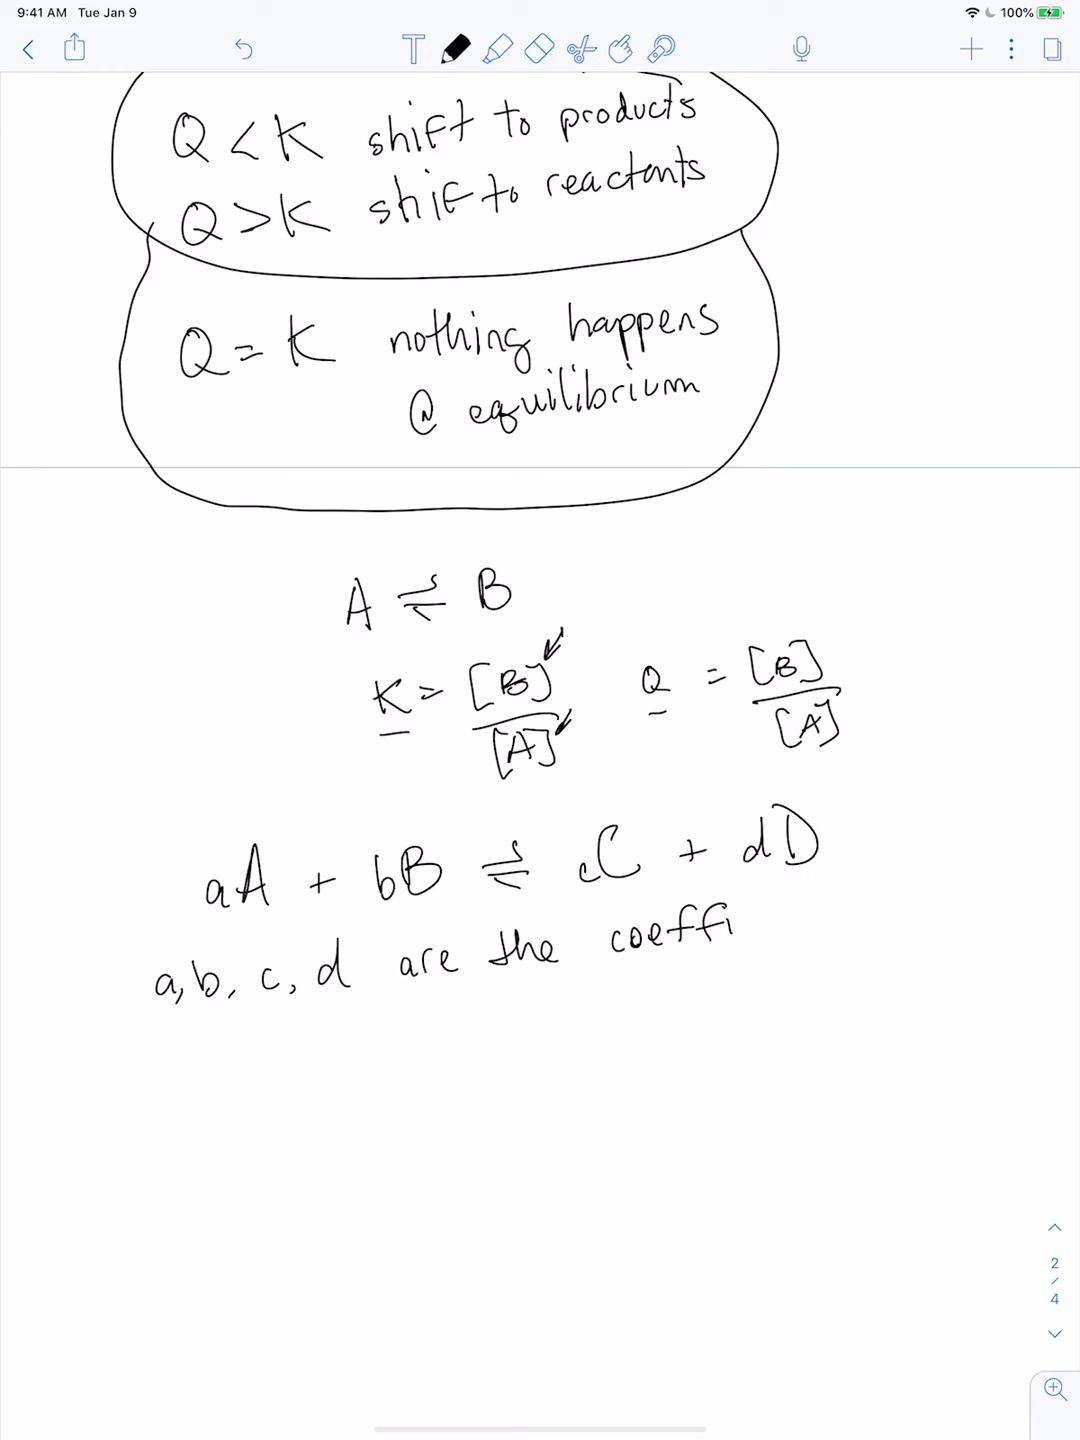 9:41 AM Tue Jan 9 100%
Q < K shift to products
Q > K shift to reactants
Q = K nothing happens
@ equilibrium
A ⇌ B
K = [B] / [A] Q = [B] / [A]
aA + bB ⇌ cC + dD
a, b, c, d are the coeffi
2
/
4